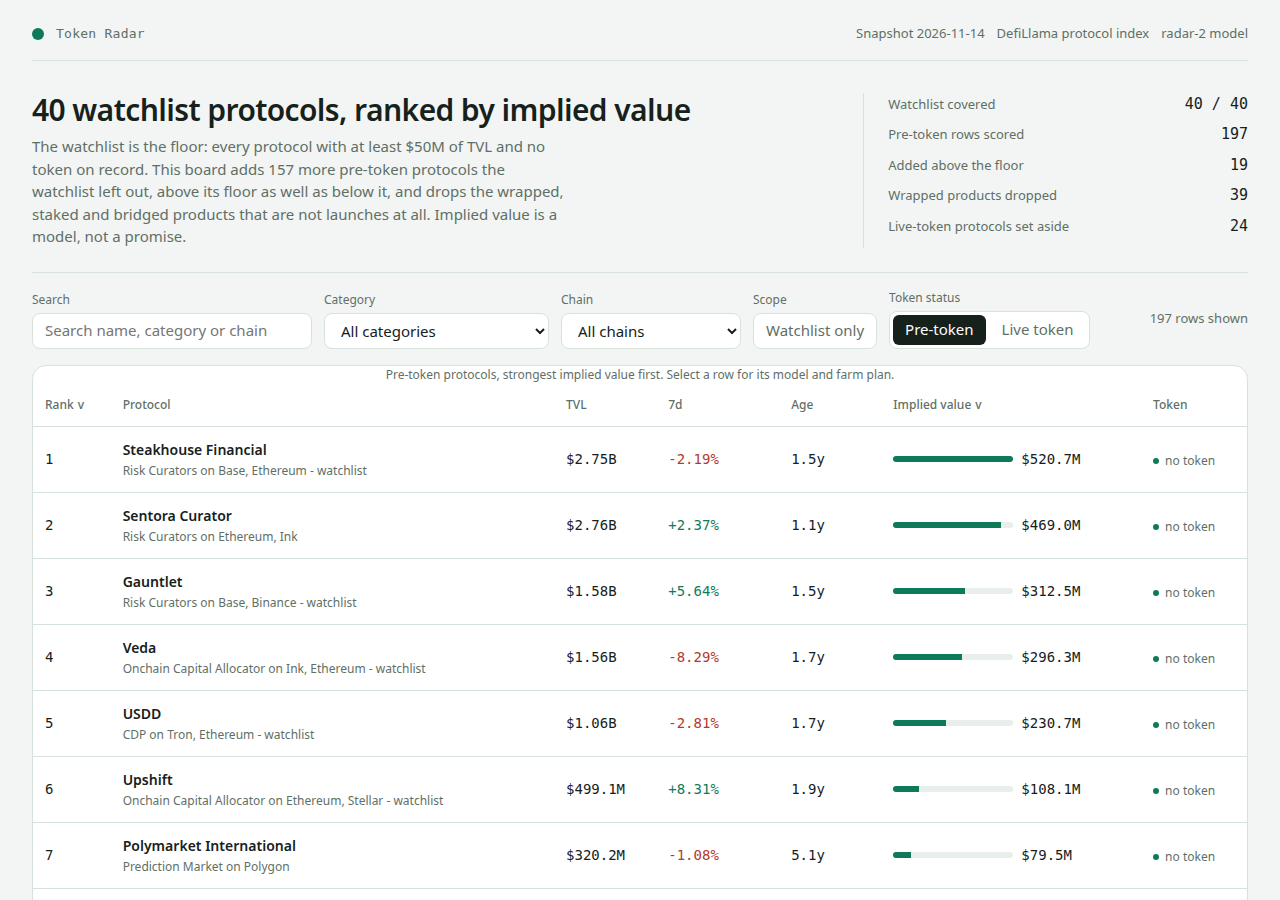 Token Radar
Snapshot 2026-11-14 DefiLlama protocol index radar-2 model
40 watchlist protocols, ranked by implied value
The watchlist is the floor: every protocol with at least $50M of TVL and no
token on record. This board adds 157 more pre-token protocols the
watchlist left out, above its floor as well as below it, and drops the wrapped,
staked and bridged products that are not launches at all. Implied value is a
model, not a promise.
Watchlist covered 40 / 40
Pre-token rows scored 197
Added above the floor 19
Wrapped products dropped 39
Live-token protocols set aside 24
Search Category Chain Scope Token status
Search name, category or chain All categories All chains Watchlist only Pre-token Live token 197 rows shown
Pre-token protocols, strongest implied value first. Select a row for its model and farm plan.
Rank v Protocol TVL 7d Age Implied value v Token
1 Steakhouse Financial $2.75B -2.19% 1.5y $520.7M no token
Risk Curators on Base, Ethereum - watchlist
2 Sentora Curator $2.76B +2.37% 1.1y $469.0M no token
Risk Curators on Ethereum, Ink
3 Gauntlet $1.58B +5.64% 1.5y $312.5M no token
Risk Curators on Base, Binance - watchlist
4 Veda $1.56B -8.29% 1.7y $296.3M no token
Onchain Capital Allocator on Ink, Ethereum - watchlist
5 USDD $1.06B -2.81% 1.7y $230.7M no token
CDP on Tron, Ethereum - watchlist
6 Upshift $499.1M +8.31% 1.9y $108.1M no token
Onchain Capital Allocator on Ethereum, Stellar - watchlist
7 Polymarket International $320.2M -1.08% 5.1y $79.5M no token
Prediction Market on Polygon